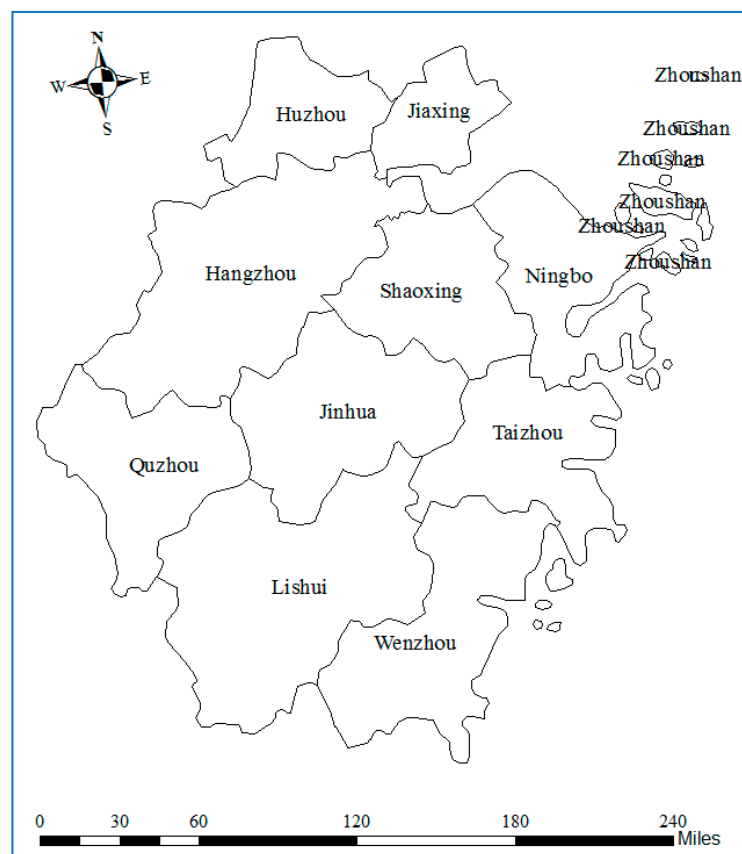 N
W E
S
Huzhou
Jiaxing
Zhoushan
Zhoushan
Zhoushan
Zhoushan
Zhoushan
Zhoushan
Hangzhou
Shaoxing
Ningbo
Jinhua
Quzhou
Taizhou
Lishui
Wenzhou
0 30 60 120 180 240
Miles